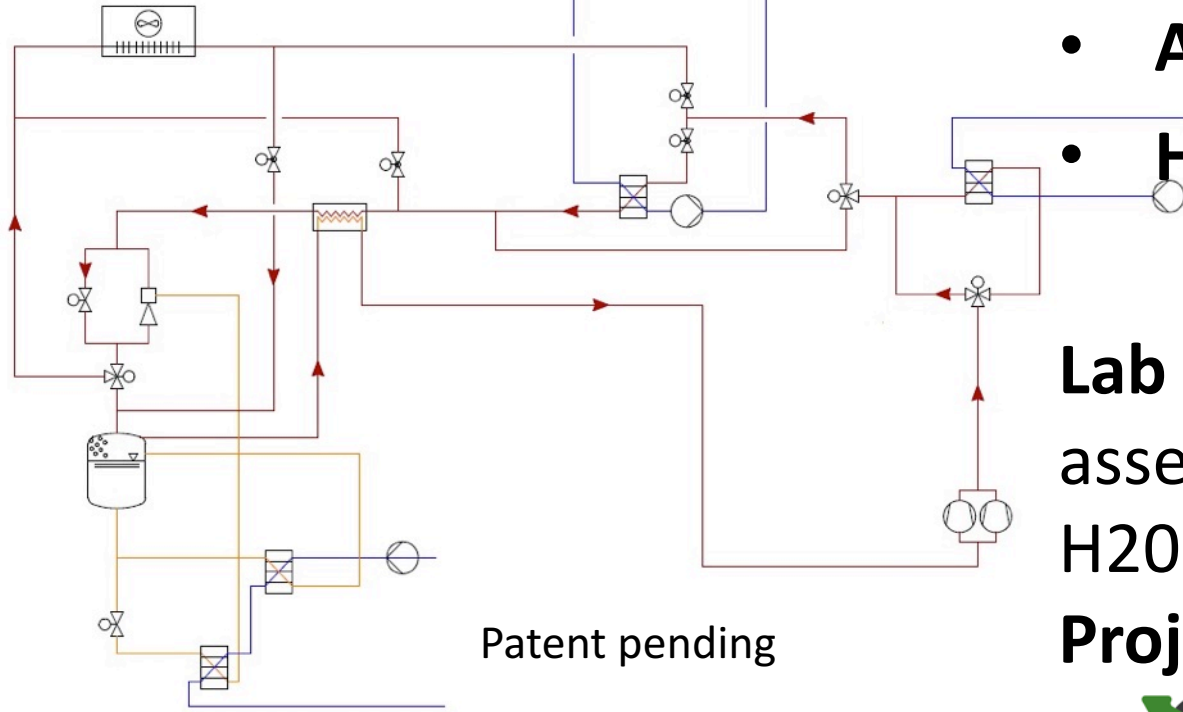 • A
• H
Lab
asse
H20
Proj
Patent pending